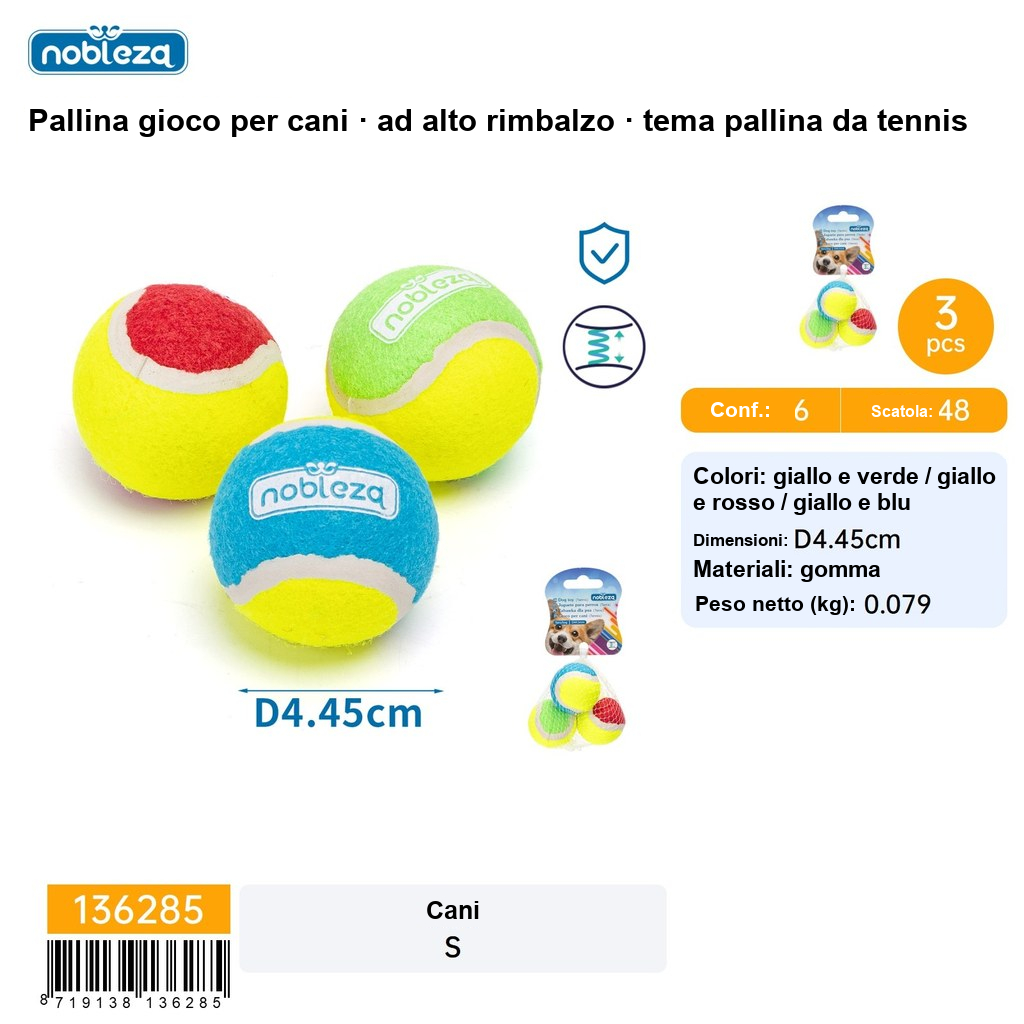 nobleza
Pallina gioco per cani · ad alto rimbalzo · tema pallina da tennis
nobleza
nobleza
D4.45cm
nobleza
nobleza
3
pcs
Conf.: 6
Scatola: 48
Colori: giallo e verde / giallo
e rosso / giallo e blu
Dimensioni: D4.45cm
Materiali: gomma
Peso netto (kg): 0.079
136285
8 719138 136285
Cani
S